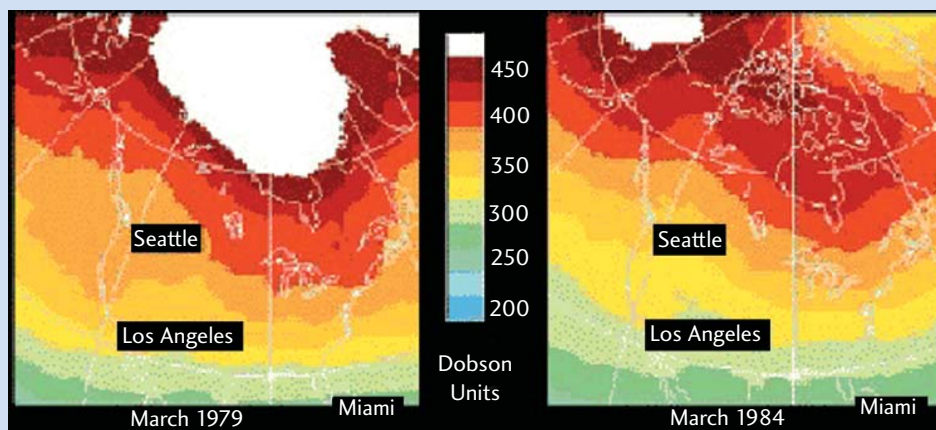 Seattle
Los Angeles
Miami
March 1979
450
400
350
300
250
200
Dobson
Units
Seattle
Los Angeles
Miami
March 1984